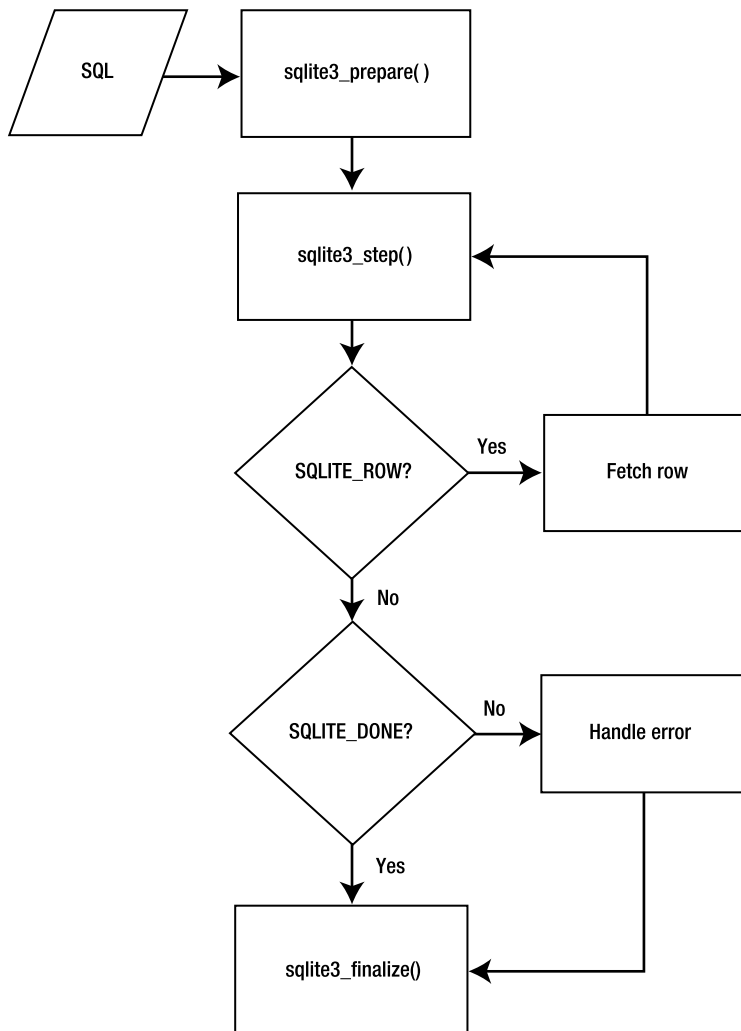 SQL
sqlite3_prepare( )
sqlite3_step( )
SQLITE_ROW?
Yes
Fetch row
No
SQLITE_DONE?
No
Handle error
Yes
sqlite3_finalize()